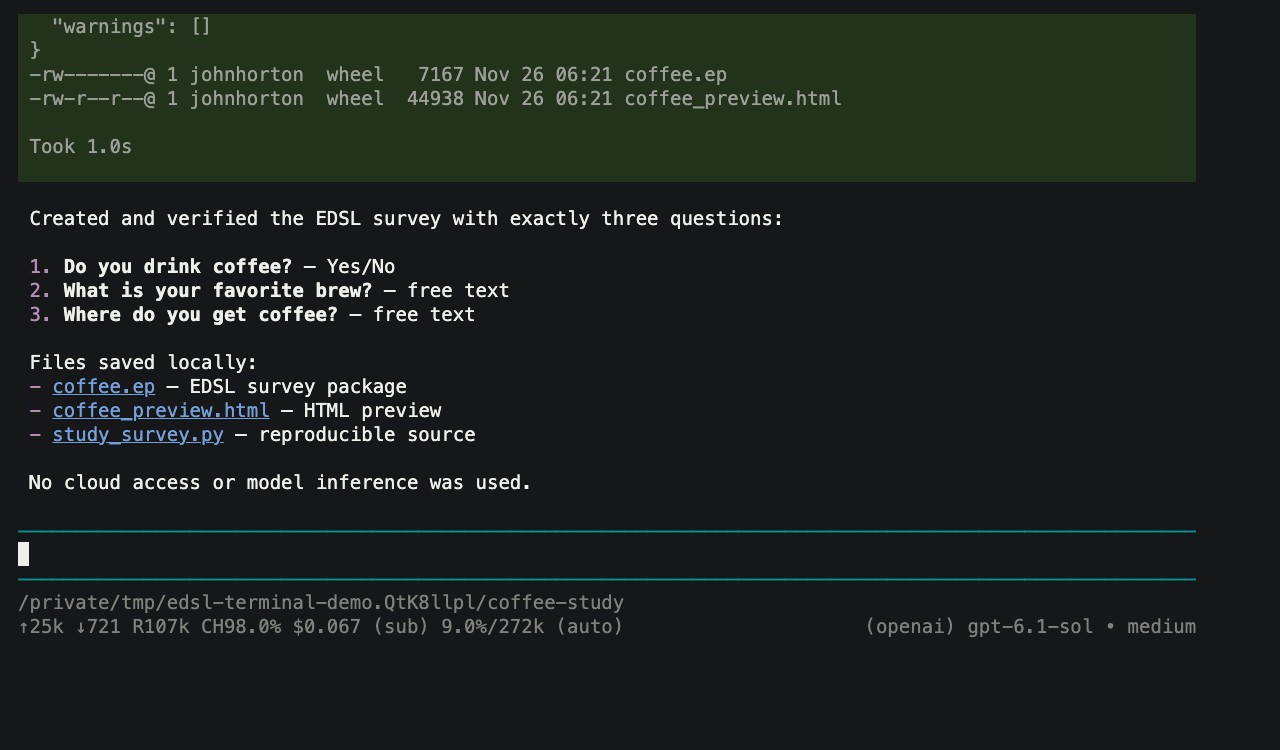 "warnings": []
}
-rw-------@ 1 johnhorton  wheel   7167 Nov 26 06:21 coffee.ep
-rw-r--r--@ 1 johnhorton  wheel  44938 Nov 26 06:21 coffee_preview.html
Took 1.0s
Created and verified the EDSL survey with exactly three questions:
1. Do you drink coffee? — Yes/No
2. What is your favorite brew? — free text
3. Where do you get coffee? — free text
Files saved locally:
- coffee.ep — EDSL survey package
- coffee_preview.html — HTML preview
- study_survey.py — reproducible source
No cloud access or model inference was used.
/private/tmp/edsl-terminal-demo.QtK8llpl/coffee-study
↑25k ↓721 R107k CH98.0% $0.067 (sub) 9.0%/272k (auto) (openai) gpt-6.1-sol • medium